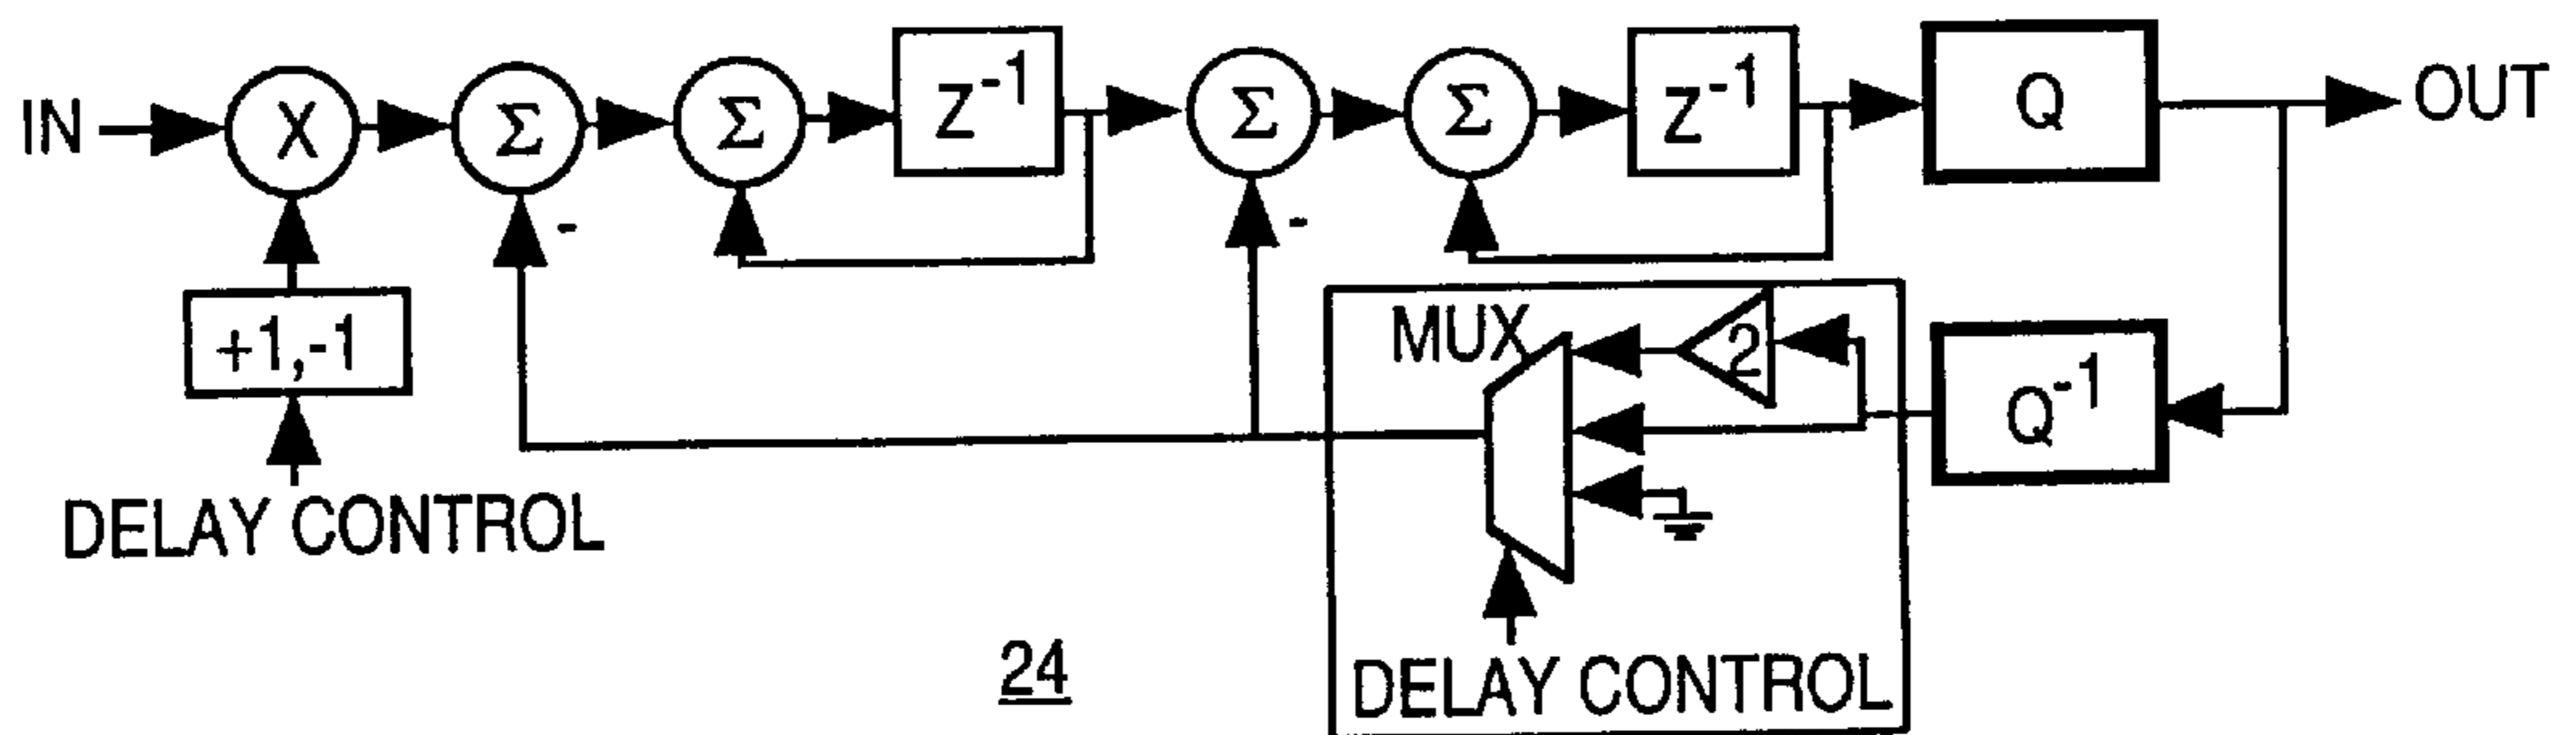 IN
X
Σ
Σ
Z⁻¹
Σ
Σ
Z⁻¹
Q
OUT
-
-
+1,-1
MUX
2
Q⁻¹
DELAY CONTROL
24
DELAY CONTROL